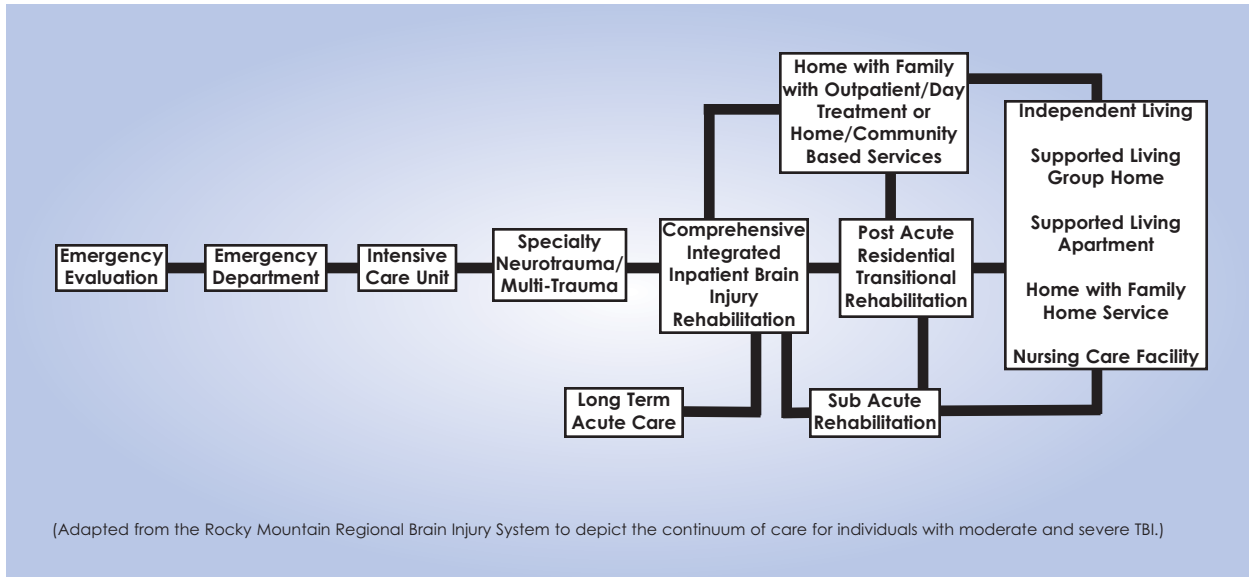 Emergency
Evaluation
Emergency
Department
Intensive
Care Unit
Specialty
Neurotrauma/
Multi-Trauma
Comprehensive
Integrated
Inpatient Brain
Injury
Rehabilitation
Long Term
Acute Care
Home with Family
with Outpatient/Day
Treatment or
Home/Community
Based Services
Post Acute
Residential
Transitional
Rehabilitation
Sub Acute
Rehabilitation
Independent Living
Supported Living
Group Home
Supported Living
Apartment
Home with Family
Home Service
Nursing Care Facility
(Adapted from the Rocky Mountain Regional Brain Injury System to depict the continuum of care for individuals with moderate and severe TBI.)